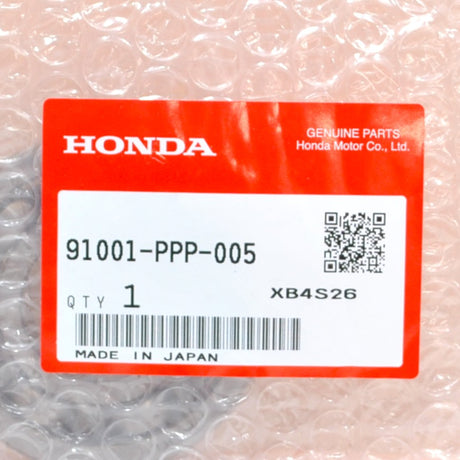 HONDA
GENUINE PARTS
Honda Motor Co., Ltd.
91001-PPP-005
QTY 1
XB4S26
MADE IN JAPAN